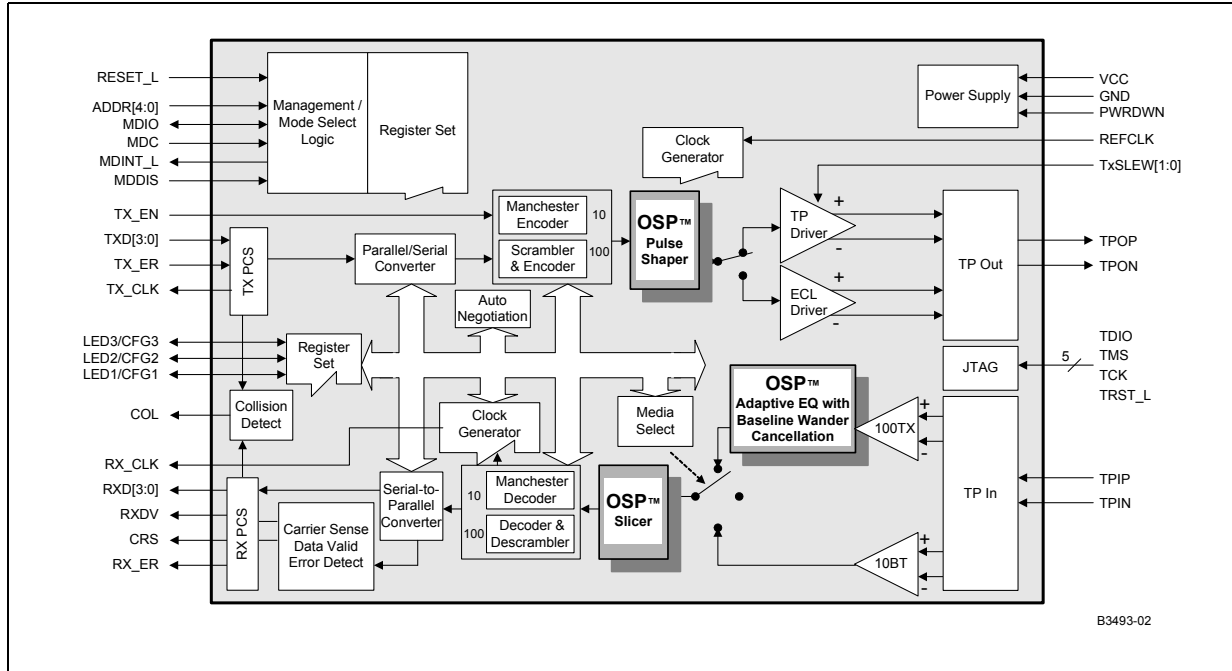 RESET_L
ADDR[4:0]
MDIO
MDC
MDINT_L
MDDIS
TX_EN
TXD[3:0]
TX_ER
TX_CLK
LED3/CFG3
LED2/CFG2
LED1/CFG1
COL
RX_CLK
RXD[3:0]
RXDV
CRS
RX_ER
Management /
Mode Select
Logic
Register Set
TX PCS
Parallel/Serial
Converter
Manchester
Encoder
10
Scrambler
& Encoder
100
Auto
Negotiation
Register
Set
Collision
Detect
Clock
Generator
RX PCS
Carrier Sense
Data Valid
Error Detect
Serial-to-
Parallel
Converter
10
Manchester
Decoder
100
Decoder &
Descrambler
OSP™
Slicer
Media
Select
OSP™
Pulse
Shaper
Clock
Generator
TP
Driver
+
-
ECL
Driver
+
-
OSP™
Adaptive EQ with
Baseline Wander
Cancellation
100TX
+
-
10BT
+
-
Power Supply
TP Out
JTAG
5
TP In
VCC
GND
PWRDWN
REFCLK
TxSLEW[1:0]
TPOP
TPON
TDIO
TMS
TCK
TRST_L
TPIP
TPIN
B3493-02